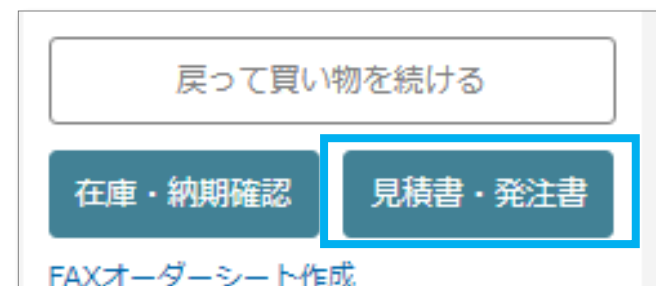 戻って買い物を続ける
在庫・納期確認
見積書・発注書
FAXオーダーシート作成